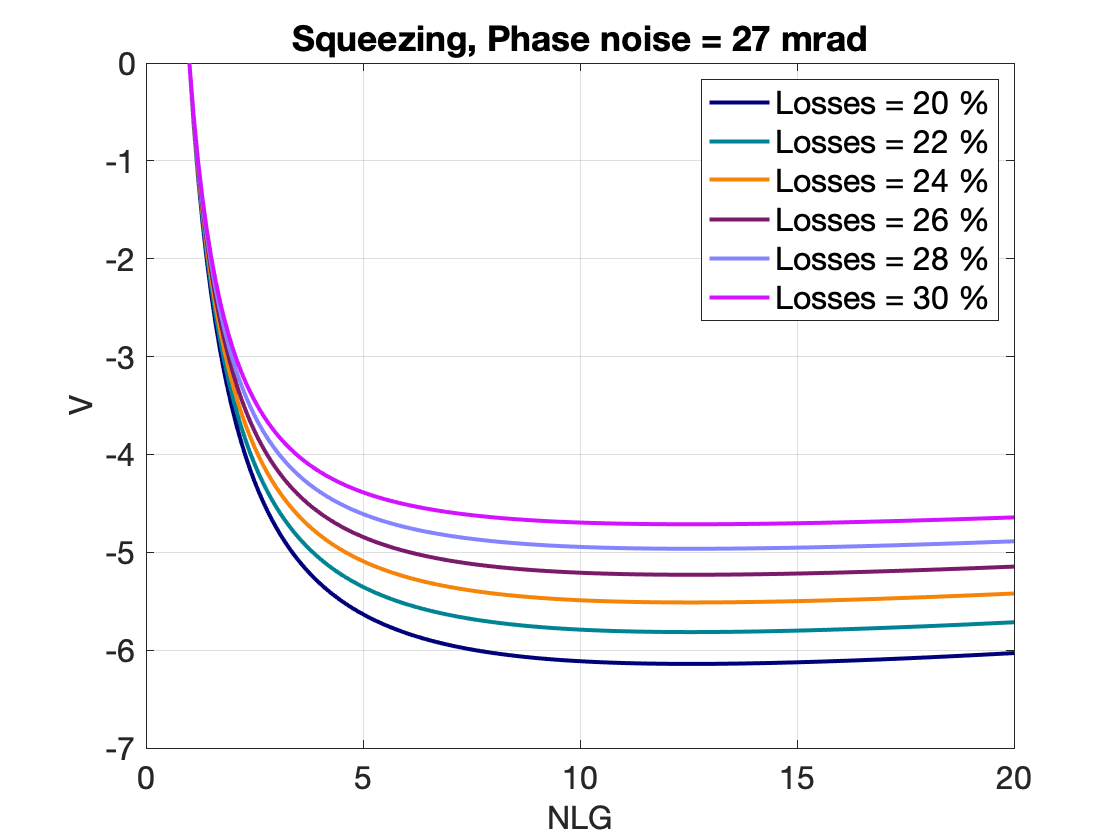 Squeezing, Phase noise = 27 mrad
0
-1
-2
-3
-4
-5
-6
-7
V
Losses = 20 %
Losses = 22 %
Losses = 24 %
Losses = 26 %
Losses = 28 %
Losses = 30 %
0 5 10 15 20
NLG